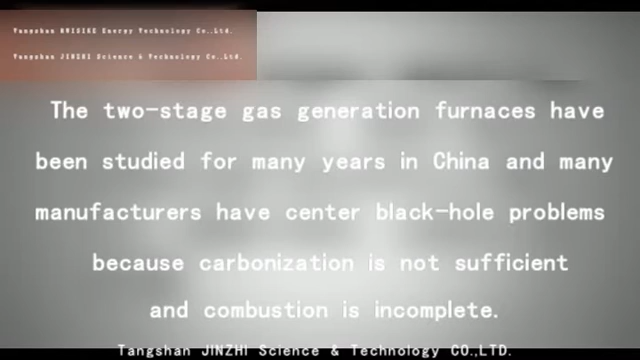 Tangshan RWISIKE Energy Technology Co.,Ltd.
Tangshan JINZHI Science & Technology Co.,Ltd.
The two-stage gas generation furnaces have
been studied for many years in China and many
manufacturers have center black-hole problems
because carbonization is not sufficient
and combustion is incomplete.
Tangshan JINZHI Science & Technology CO.,LTD.